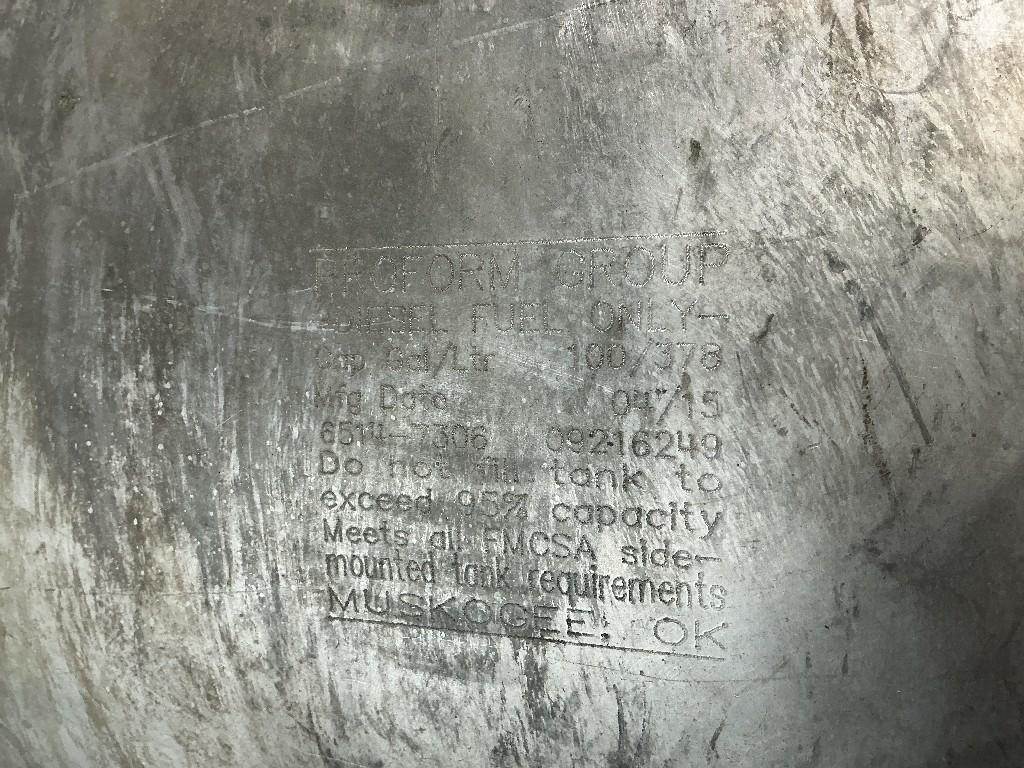 PROFORM GROUP
-DIESEL FUEL ONLY-
Cap Gal/Ltr 100/378
Mfg Date 04/15
6514-7306 09216249
Do not fill tank to
exceed 95% capacity
Meets all FMCSA side-
mounted tank requirements
MUSKOGEE, OK